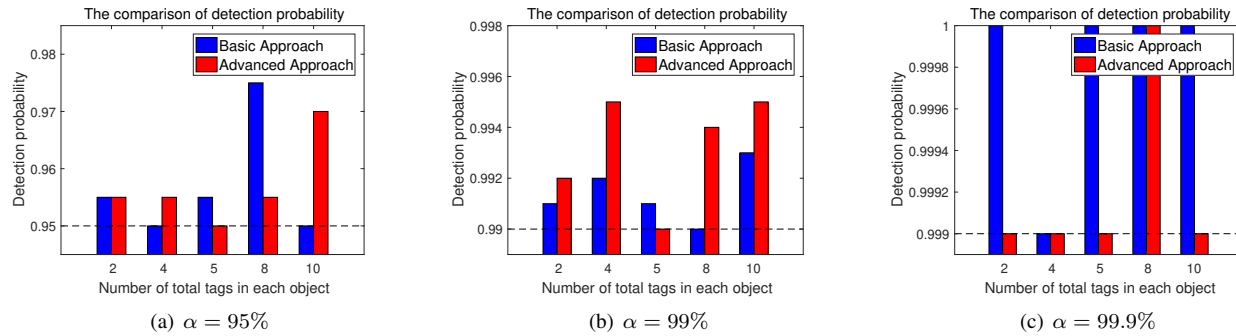 The comparison of detection probability
0.98
0.97
0.96
0.95
Detection probability
Basic Approach
Advanced Approach
2 4 5 8 10
Number of total tags in each object
(a) α = 95%
The comparison of detection probability
0.998
0.996
0.994
0.992
0.99
Detection probability
Basic Approach
Advanced Approach
2 4 5 8 10
Number of total tags in each object
(b) α = 99%
The comparison of detection probability
1
0.9998
0.9996
0.9994
0.9992
0.999
Detection probability
Basic Approach
Advanced Approach
2 4 5 8 10
Number of total tags in each object
(c) α = 99.9%